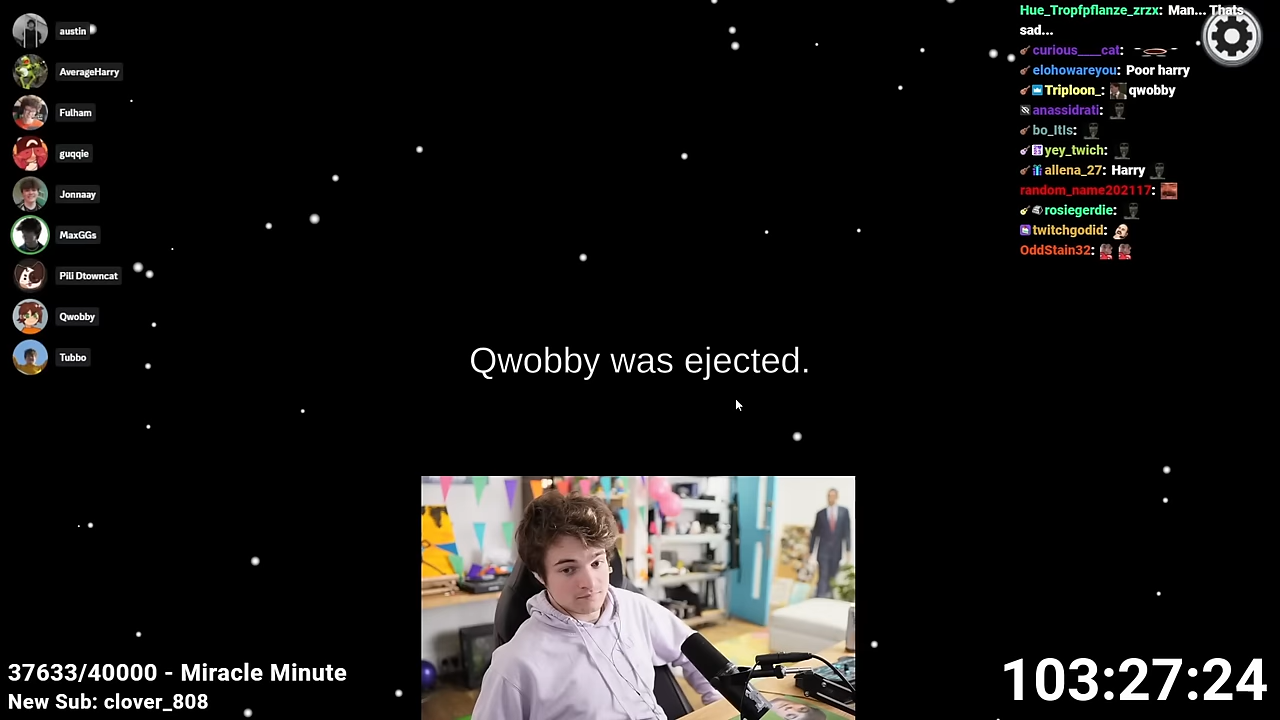 austin
AverageHarry
Fulham
guqqie
Jonnaay
MaxGGs
Pili Dtowncat
Qwobby
Tubbo
Hue_Tropfpflanze_zrzx: Man... Thats
sad...
curious____cat:
elohowareyou: Poor harry
Triploon_: qwobby
anassidrati:
bo_ltls:
yey_twich:
allena_27: Harry
random_name202117:
rosiegerdie:
twitchgodid:
OddStain32:
Qwobby was ejected.
37633/40000 - Miracle Minute
New Sub: clover_808
103:27:24